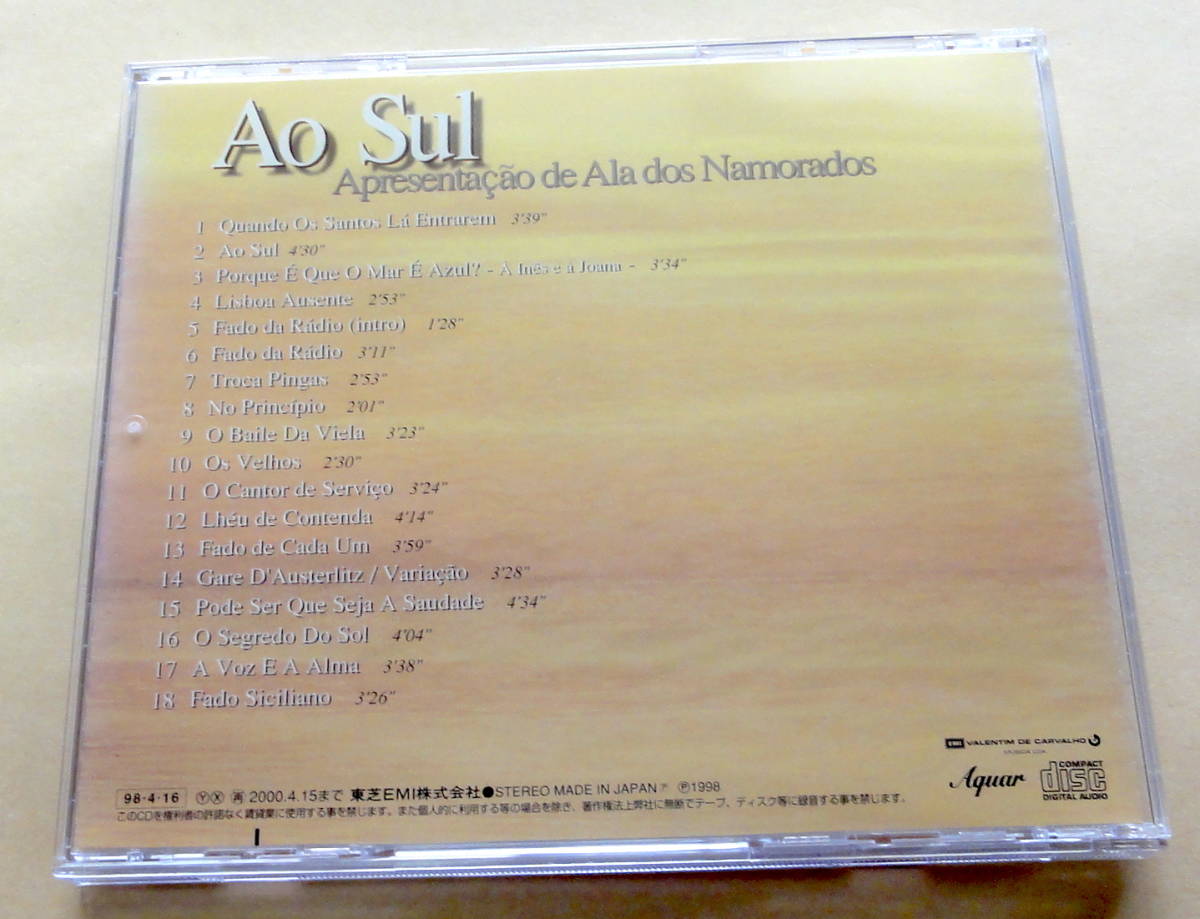 Ao Sul
Apresentação de Ala dos Namorados
1 Quando Os Santos Lá Entrarem 3'39"
2 Ao Sul 4'30"
3 Porque É Que O Mar É Azul? - À Inês e à Joana - 3'34"
4 Lisboa Ausente 2'53"
5 Fado da Rádio (intro) 1'28"
6 Fado da Rádio 3'11"
7 Troca Pingas 2'53"
8 No Princípio 2'01"
9 O Baile Da Viela 3'23"
10 Os Velhos 2'30"
11 O Cantor de Serviço 3'24"
12 Lhéu de Contenda 4'14"
13 Fado de Cada Um 3'59"
14 Gare D'Austerlitz / Variação 3'28"
15 Pode Ser Que Seja A Saudade 4'34"
16 O Segredo Do Sol 4'04"
17 A Voz E A Alma 3'38"
18 Fado Siciliano 3'26"
EMI VALENTIM DE CARVALHO
MÚSICA LDA.
Aquar COMPACT disc DIGITAL AUDIO
98・4・16 Ⓨ Ⓧ 再 2000.4.15まで 東芝EMI株式会社●STEREO MADE IN JAPAN Ⓟ1998
このCDを権利者の許諾なく賃貸業に使用する事を禁じます。また個人的に利用する等の場合を除き、著作権法上弊社に無断でテープ、ディスク等に録音する事を禁じます。